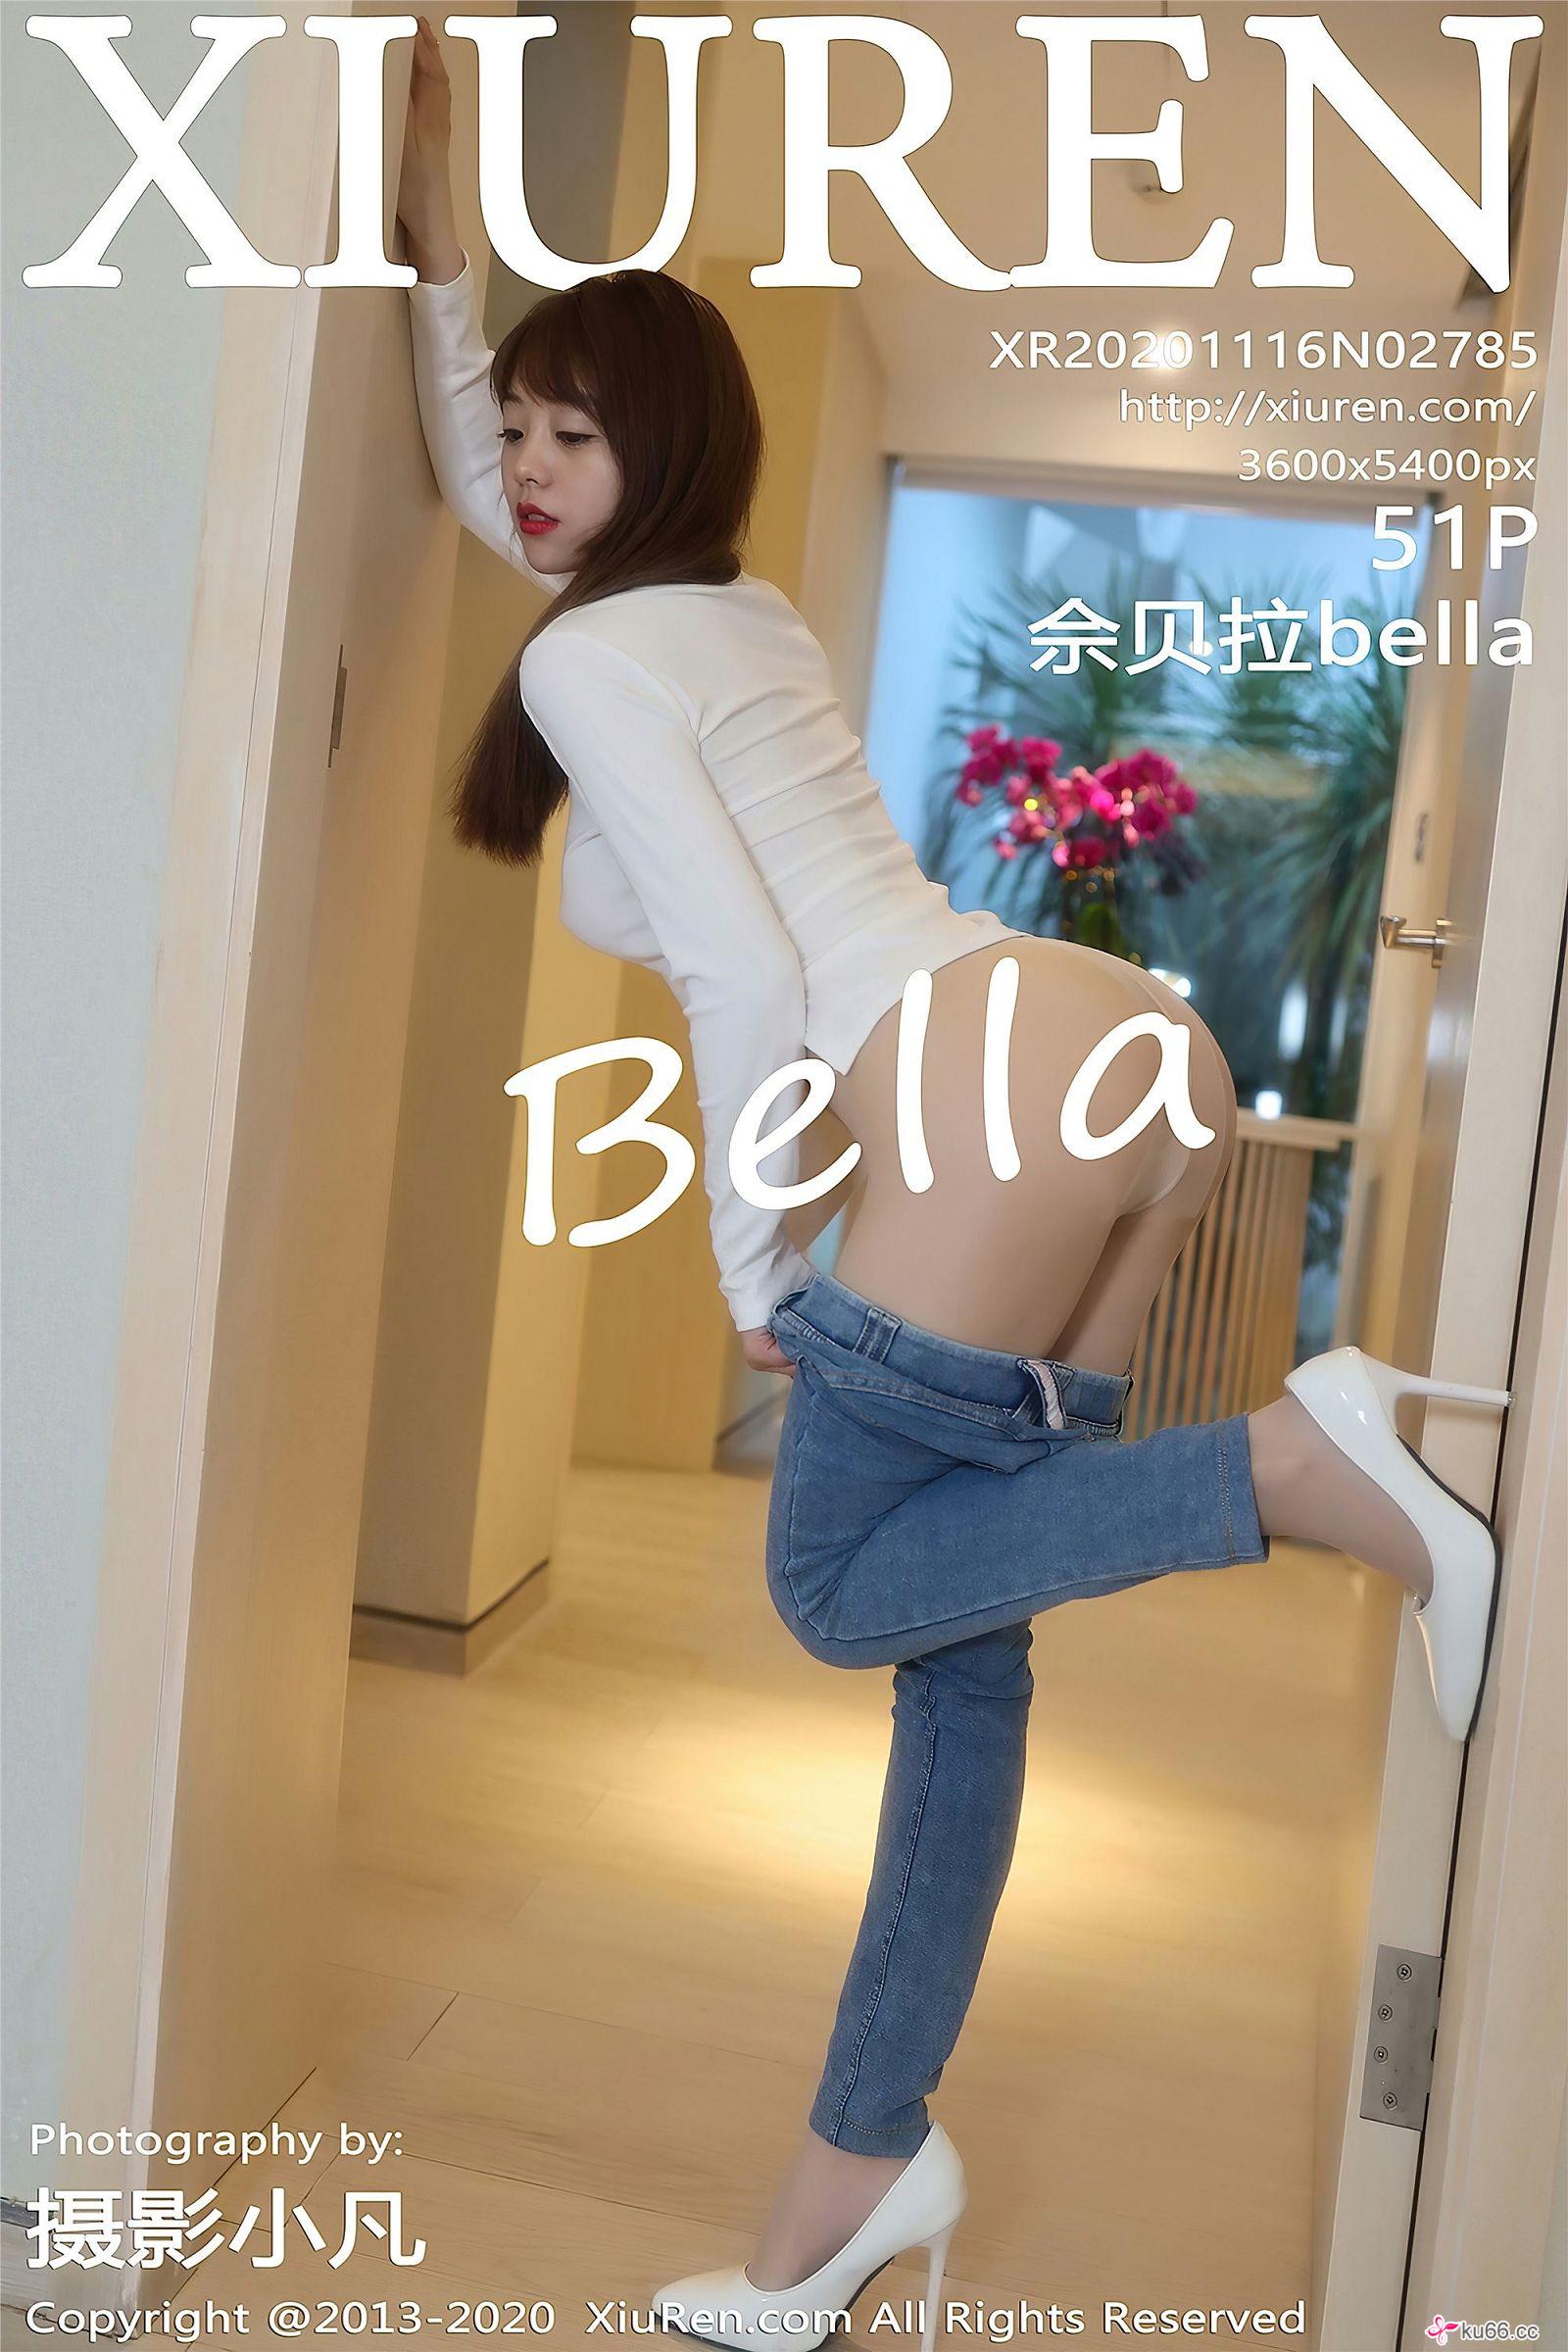 XIUREN
XR20201116N02785
http://xiuren.com/
3600x5400px
51P
佘贝拉bella
Bella
Photography by:
摄影小凡
Copyright @2013-2020 XiuRen.com All Rights Reserved
ku66.cc